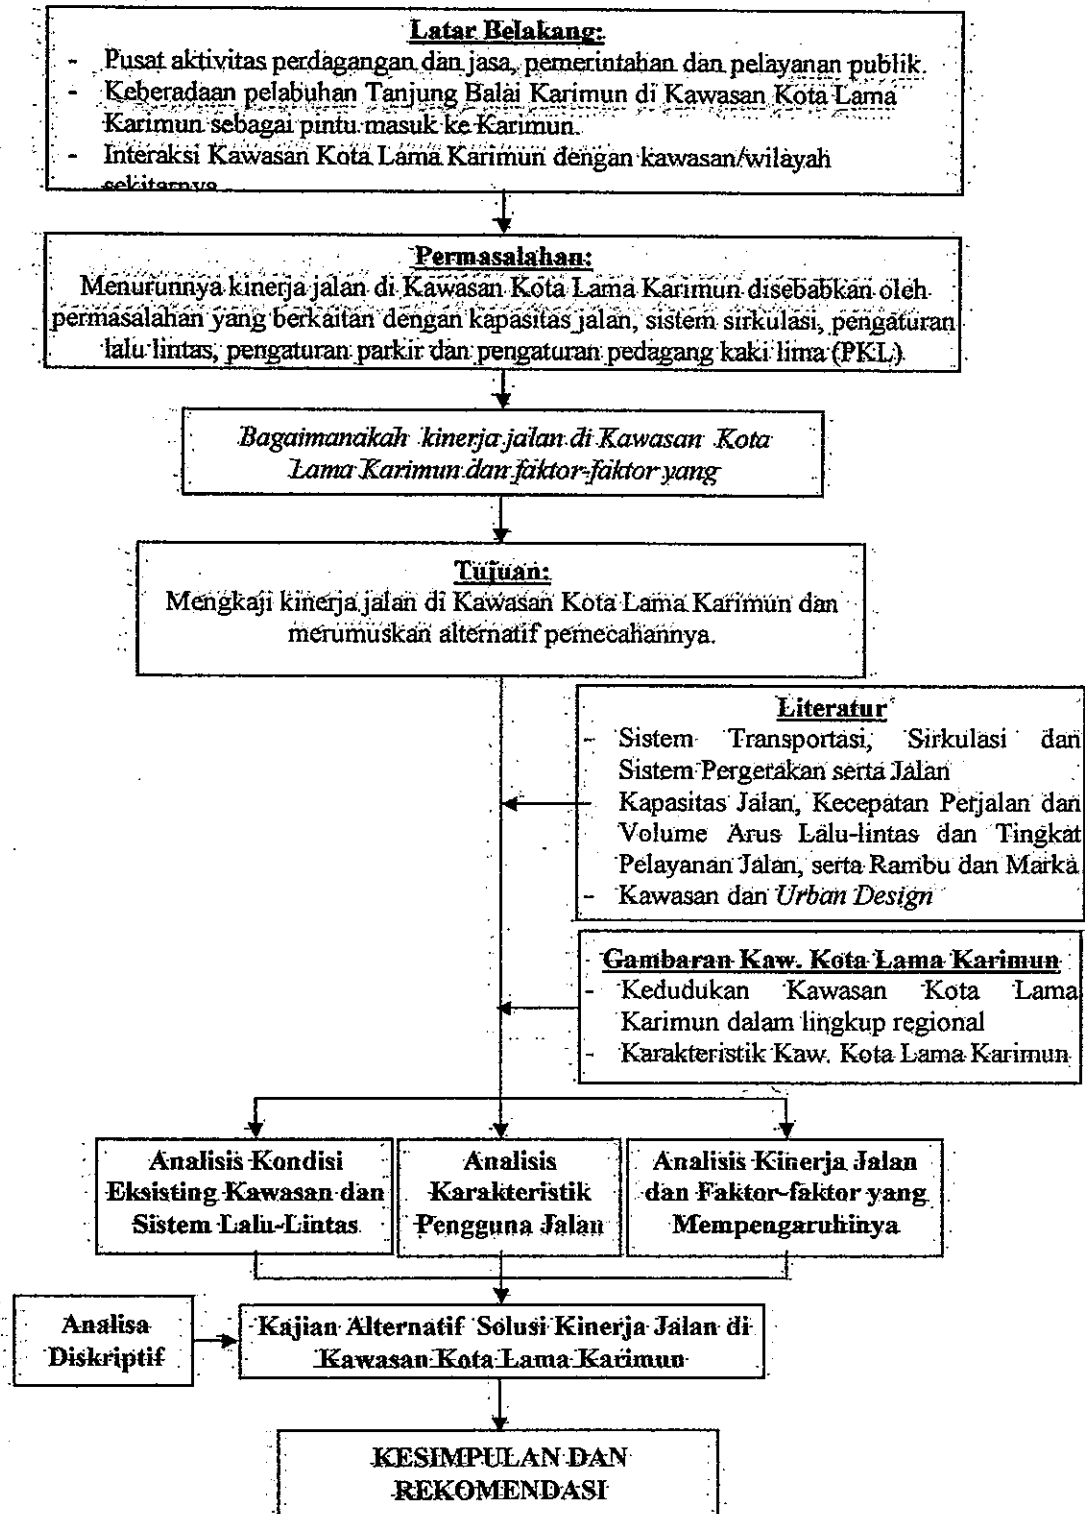 Latar Belakang:
- Pusat aktivitas perdagangan dan jasa, pemerintahan dan pelayanan publik.
- Keberadaan pelabuhan Tanjung Balai Karimun di Kawasan Kota Lama
Karimun sebagai pintu masuk ke Karimun.
- Interaksi Kawasan Kota Lama Karimun dengan kawasan/wilayah
sekitarnya
Permasalahan:
Menurunnya kinerja jalan di Kawasan Kota Lama Karimun disebabkan oleh
permasalahan yang berkaitan dengan kapasitas jalan, sistem sirkulasi, pengaturan
lalu lintas, pengaturan parkir dan pengaturan pedagang kaki lima (PKL)
Bagaimanakah kinerja jalan di Kawasan Kota
Lama Karimun dan faktor-faktor yang
Tujuan:
Mengkaji kinerja jalan di Kawasan Kota Lama Karimun dan
merumuskan alternatif pemecahannya.
Literatur
- Sistem Transportasi, Sirkulasi dan
Sistem Pergerakan serta Jalan
- Kapasitas Jalan, Kecepatan Perjalan dan
Volume Arus Lalu-lintas dan Tingkat
Pelayanan Jalan, serta Rambu dan Marka
- Kawasan dan Urban Design
Gambaran Kaw. Kota Lama Karimun
- Kedudukan Kawasan Kota Lama
Karimun dalam lingkup regional
- Karakteristik Kaw. Kota Lama Karimun
Analisis Kondisi
Eksisting Kawasan dan
Sistem Lalu-Lintas
Analisis
Karakteristik
Pengguna Jalan
Analisis Kinerja Jalan
dan Faktor-faktor yang
Mempengaruhinya
Analisa
Diskriptif
Kajian Alternatif Solusi Kinerja Jalan di
Kawasan Kota Lama Karimun
KESIMPULAN DAN
REKOMENDASI